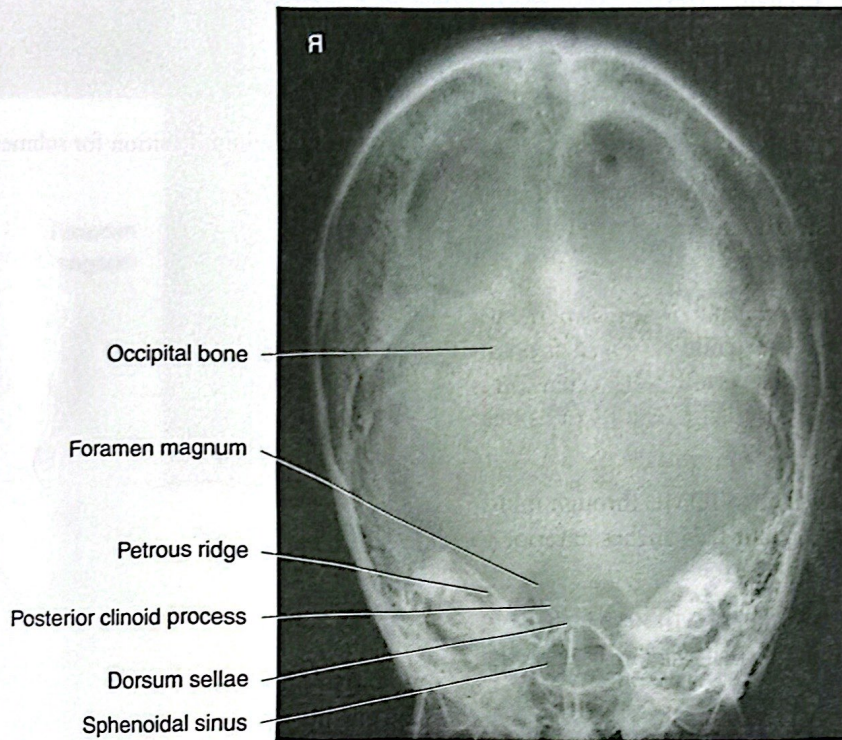 R
Occipital bone
Foramen magnum
Petrous ridge
Posterior clinoid process
Dorsum sellae
Sphenoidal sinus